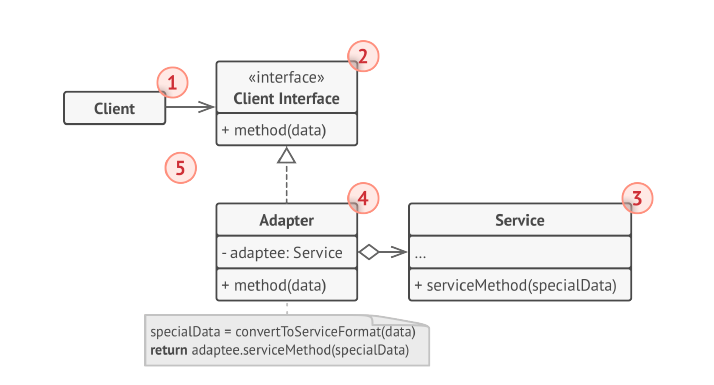 1
2
«interface»
Client
Client Interface
+ method(data)
5
4
3
Adapter
Service
- adaptee: Service
...
+ method(data)
+ serviceMethod(specialData)
specialData = convertToServiceFormat(data)
return adaptee.serviceMethod(specialData)